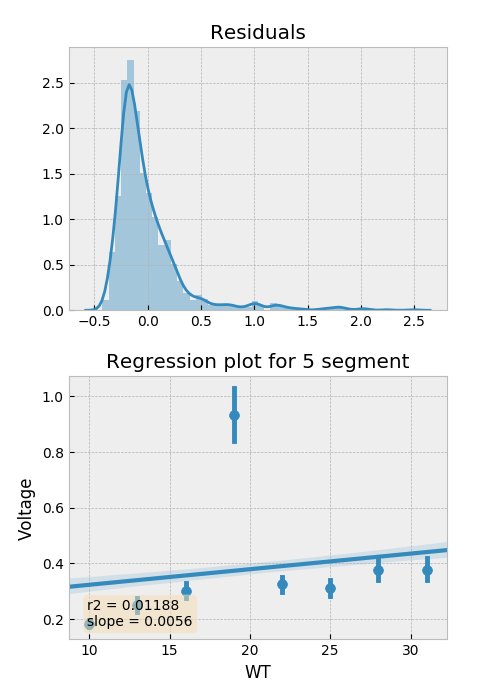 Residuals
2.5
2.0
1.5
1.0
0.5
0.0
−0.5 0.0 0.5 1.0 1.5 2.0 2.5
Regression plot for 5 segment
1.0
0.8
0.6
0.4
0.2
Voltage
r2 = 0.01188
slope = 0.0056
10 15 20 25 30
WT